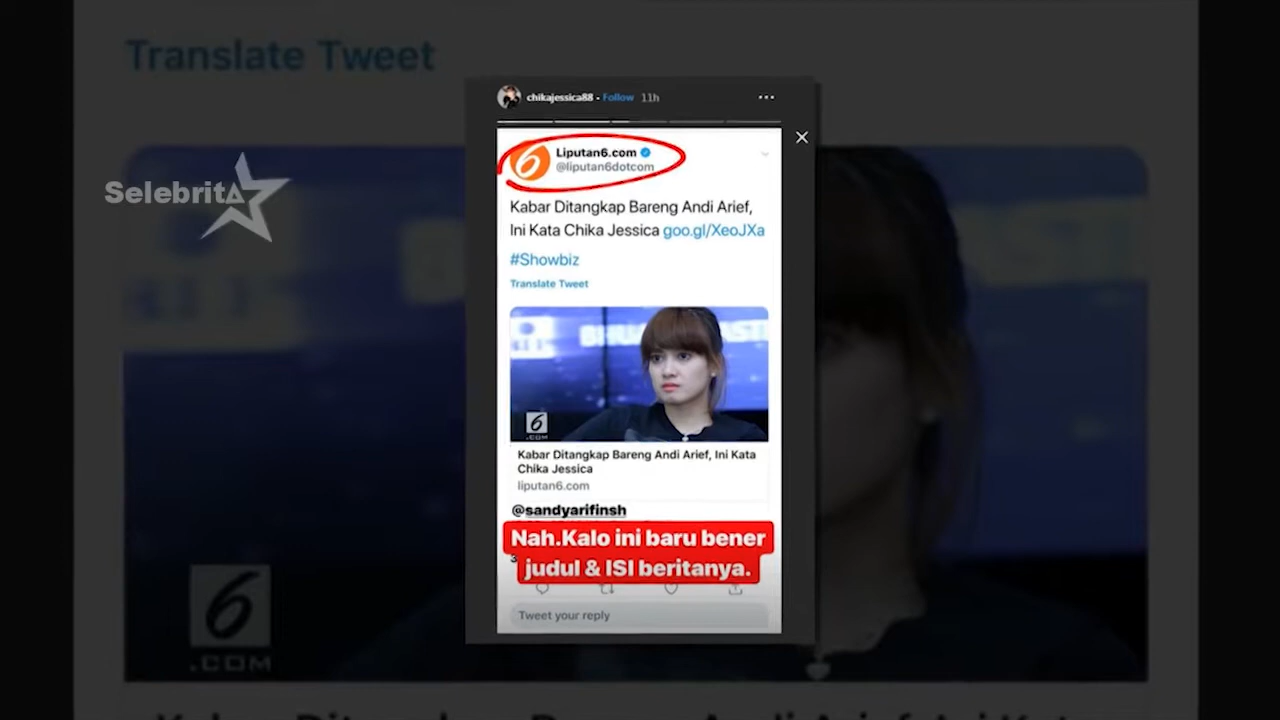 Translate Tweet
Selebrita
chikajessica88 • Follow 11h
Liputan6.com
@liputan6dotcom
Kabar Ditangkap Bareng Andi Arief,
Ini Kata Chika Jessica goo.gl/XeoJXa
#Showbiz
Translate Tweet
6
.COM
Kabar Ditangkap Bareng Andi Arief, Ini Kata
Chika Jessica
liputan6.com
@sandyarifinsh
Nah.Kalo ini baru bener
judul & ISI beritanya.
Tweet your reply
6
.COM